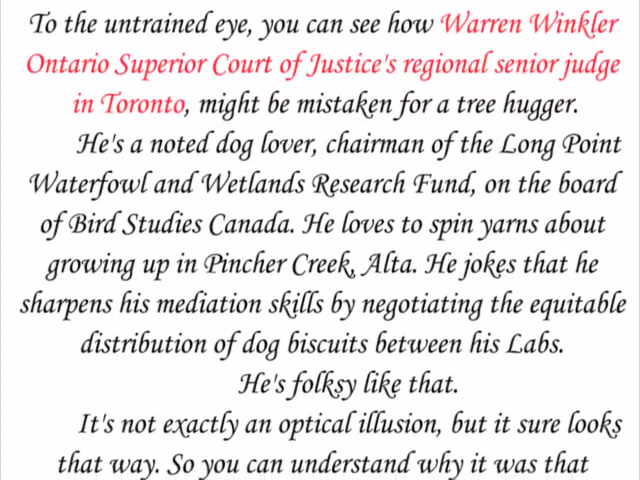 To the untrained eye, you can see how Warren Winkler
Ontario Superior Court of Justice's regional senior judge
in Toronto, might be mistaken for a tree hugger.
He's a noted dog lover, chairman of the Long Point
Waterfowl and Wetlands Research Fund, on the board
of Bird Studies Canada. He loves to spin yarns about
growing up in Pincher Creek, Alta. He jokes that he
sharpens his mediation skills by negotiating the equitable
distribution of dog biscuits between his Labs.
He's folksy like that.
It's not exactly an optical illusion, but it sure looks
that way. So you can understand why it was that